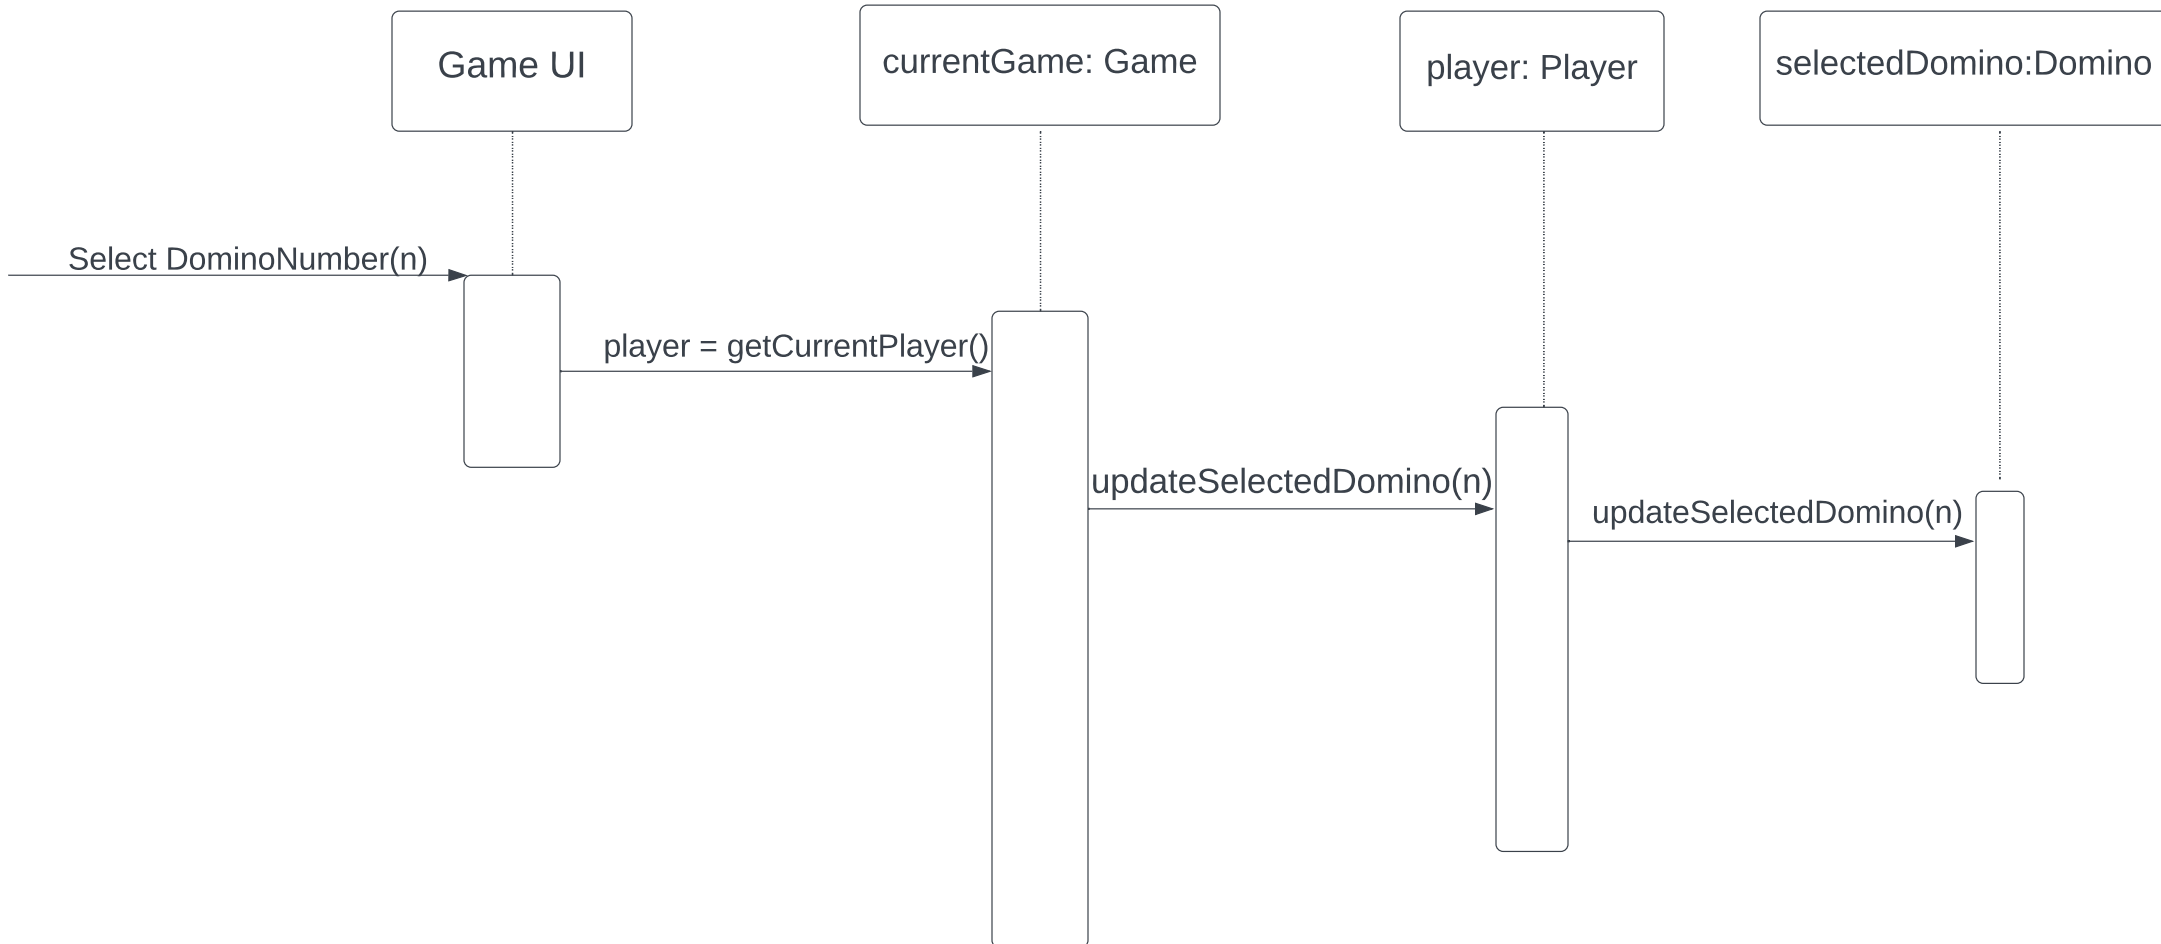 Game UI
currentGame: Game
player: Player
selectedDomino:Domino
Select DominoNumber(n)
player = getCurrentPlayer()
updateSelectedDomino(n)
updateSelectedDomino(n)